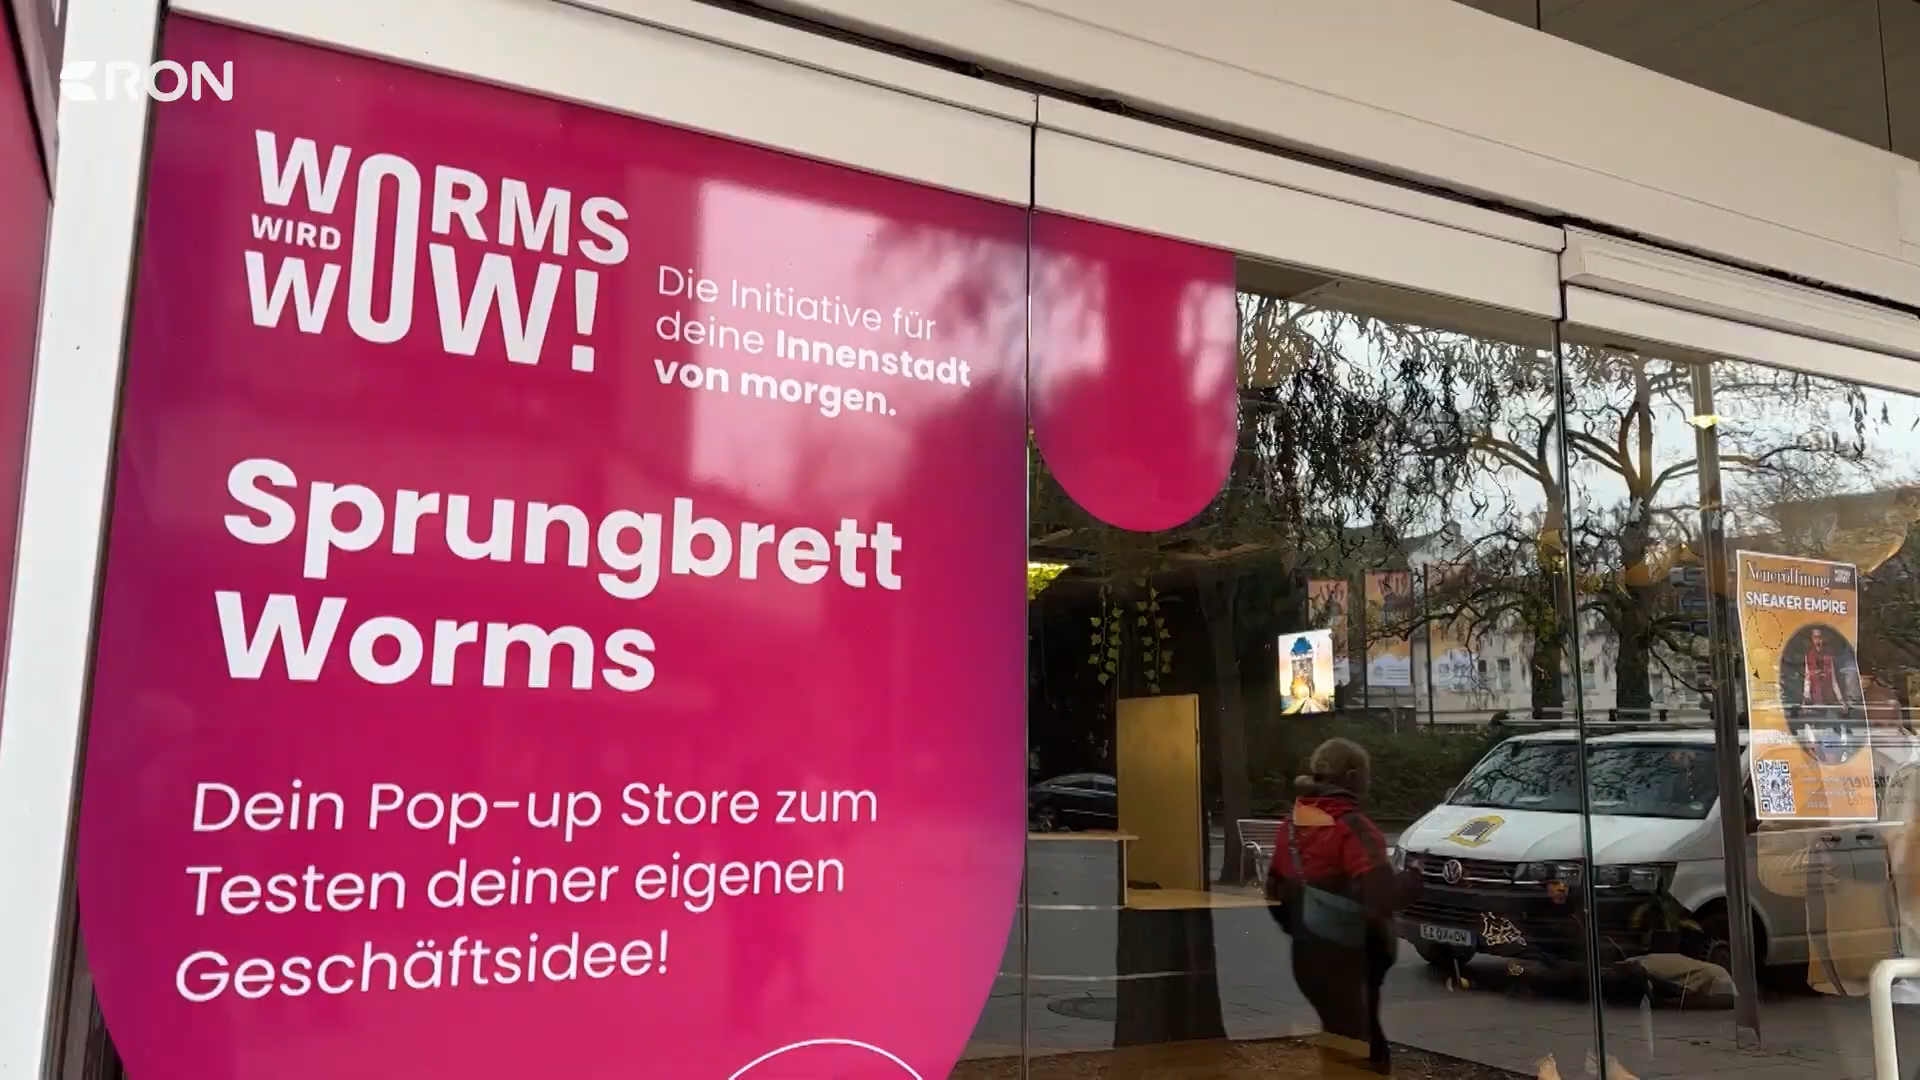 RON
WORMS
WIRD
WOW!
Die Initiative für
deine Innenstadt
von morgen.
Sprungbrett
Worms
Dein Pop-up Store zum
Testen deiner eigenen
Geschäftsidee!
Neueröffnung
SNEAKER EMPIRE